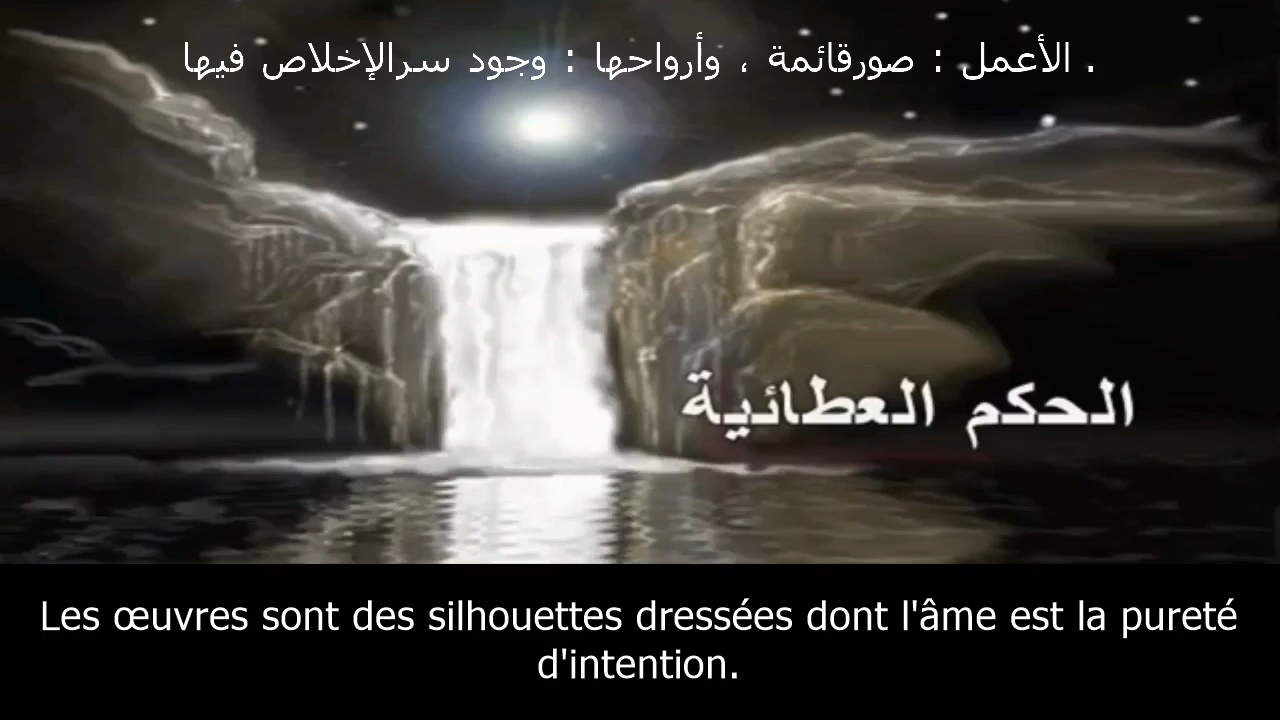 الأعمل : صورقائمة ، وأرواحها : وجود سرالإخلاص فيها .
الحكم العطائية
Les œuvres sont des silhouettes dressées dont l'âme est la pureté
d'intention.